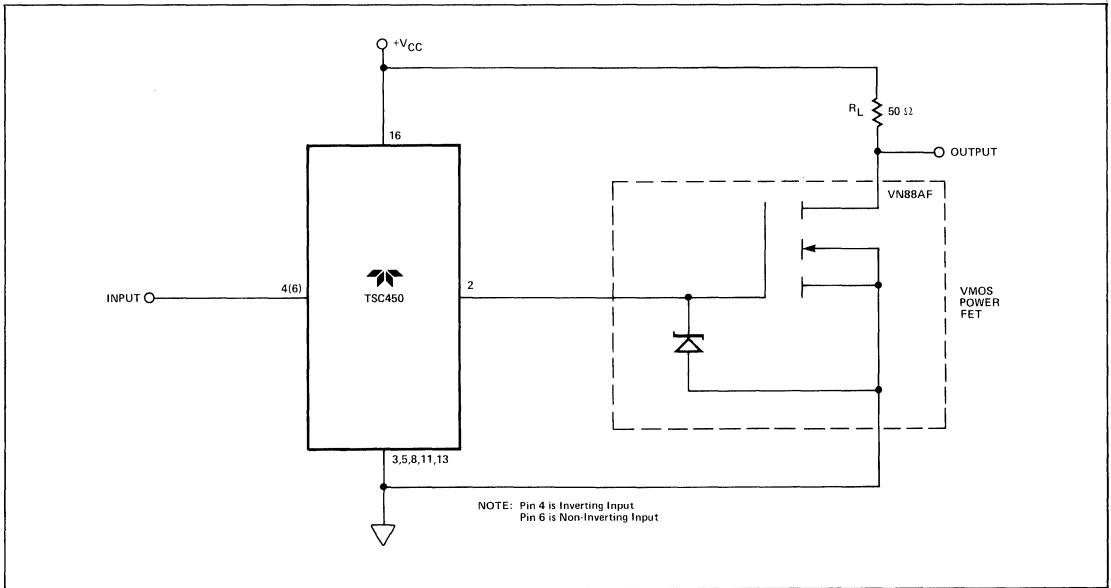 +VCC
16
RL 50 Ω
OUTPUT
VN88AF
INPUT
4(6)
TSC450
2
VMOS
POWER
FET
3,5,8,11,13
NOTE: Pin 4 is Inverting Input
Pin 6 is Non-Inverting Input